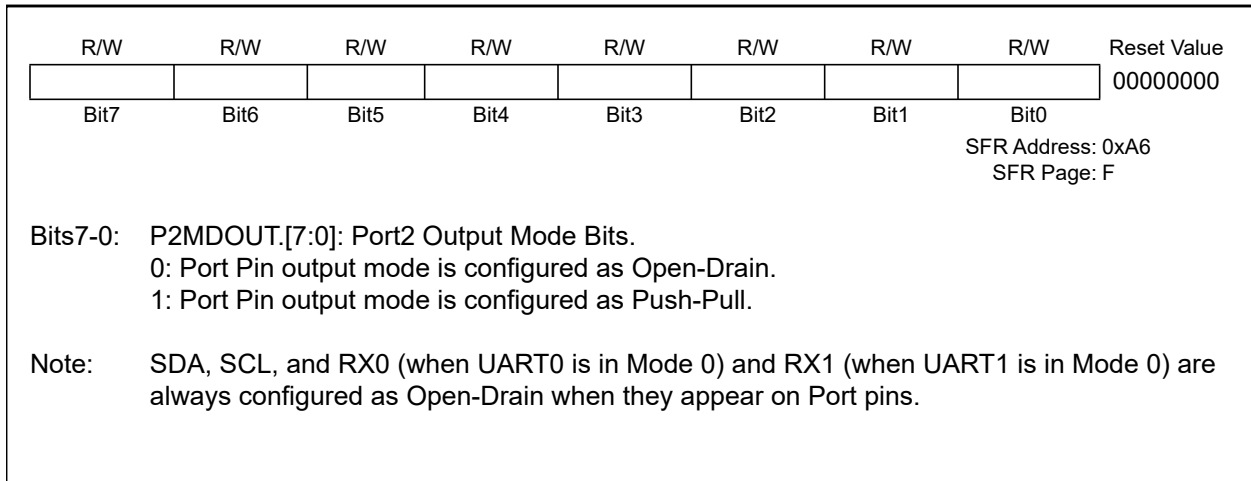 R/W R/W R/W R/W R/W R/W R/W R/W Reset Value
00000000
Bit7 Bit6 Bit5 Bit4 Bit3 Bit2 Bit1 Bit0
SFR Address: 0xA6
SFR Page: F
Bits7-0: P2MDOUT.[7:0]: Port2 Output Mode Bits.
0: Port Pin output mode is configured as Open-Drain.
1: Port Pin output mode is configured as Push-Pull.
Note: SDA, SCL, and RX0 (when UART0 is in Mode 0) and RX1 (when UART1 is in Mode 0) are
always configured as Open-Drain when they appear on Port pins.